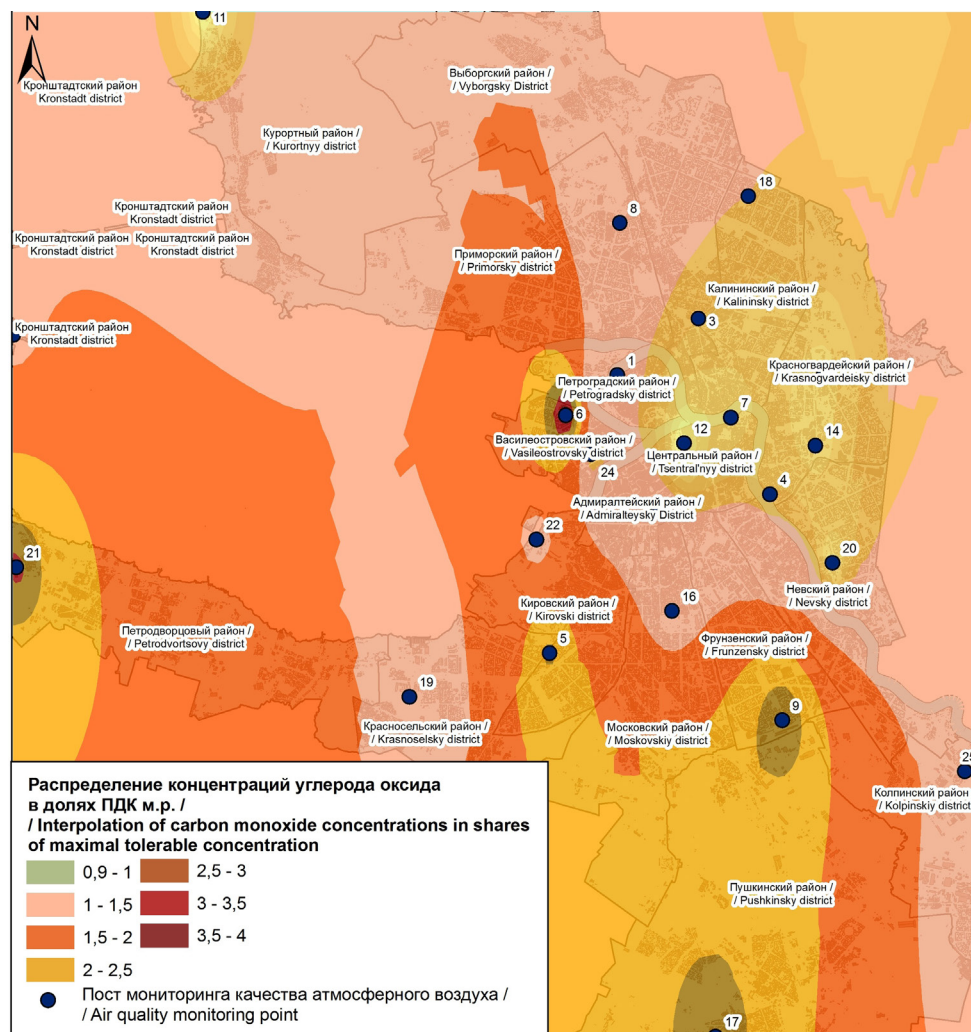 11
N
Выборгский район /
/ Vyborgsky District
Кронштадтский район
Kronstadt district
Курортный район /
/ Kurortnyy district
18
Кронштадтский район
Kronstadt district
8
Кронштадтский район
Kronstadt district
Кронштадтский район
Kronstadt district
Приморский район /
/ Primorsky district
Калининский район /
/ Kalininsky district
3
Кронштадтский район
Kronstadt district
1
Красногвардейский район /
/ Krasnogvardeisky district
Петроградский район /
/ Petrogradsky district
6
7
12
14
Василеостровский район /
/ Vasileostrovsky district
Центральный район /
/ Tsentral'nyy district
24
4
Адмиралтейский район /
/ Admiralteysky District
22
21
20
Невский район /
/ Nevsky district
16
Кировский район /
/ Kirovski district
Петродворцовый район /
/ Petrodvortsovy district
Фрунзенский район /
/ Frunzensky district
5
19
9
Красносельский район /
/ Krasnoselsky district
Московский район /
/ Moskovskiy district
25
Колпинский район /
/ Kolpinskiy district
Распределение концентраций углерода оксида
в долях ПДК м.р. /
/ Interpolation of carbon monoxide concentrations in shares
of maximal tolerable concentration
0,9 - 1
2,5 - 3
1 - 1,5
3 - 3,5
1,5 - 2
3,5 - 4
2 - 2,5
Пост мониторинга качества атмосферного воздуха /
/ Air quality monitoring point
Пушкинский район /
/ Pushkinsky district
17